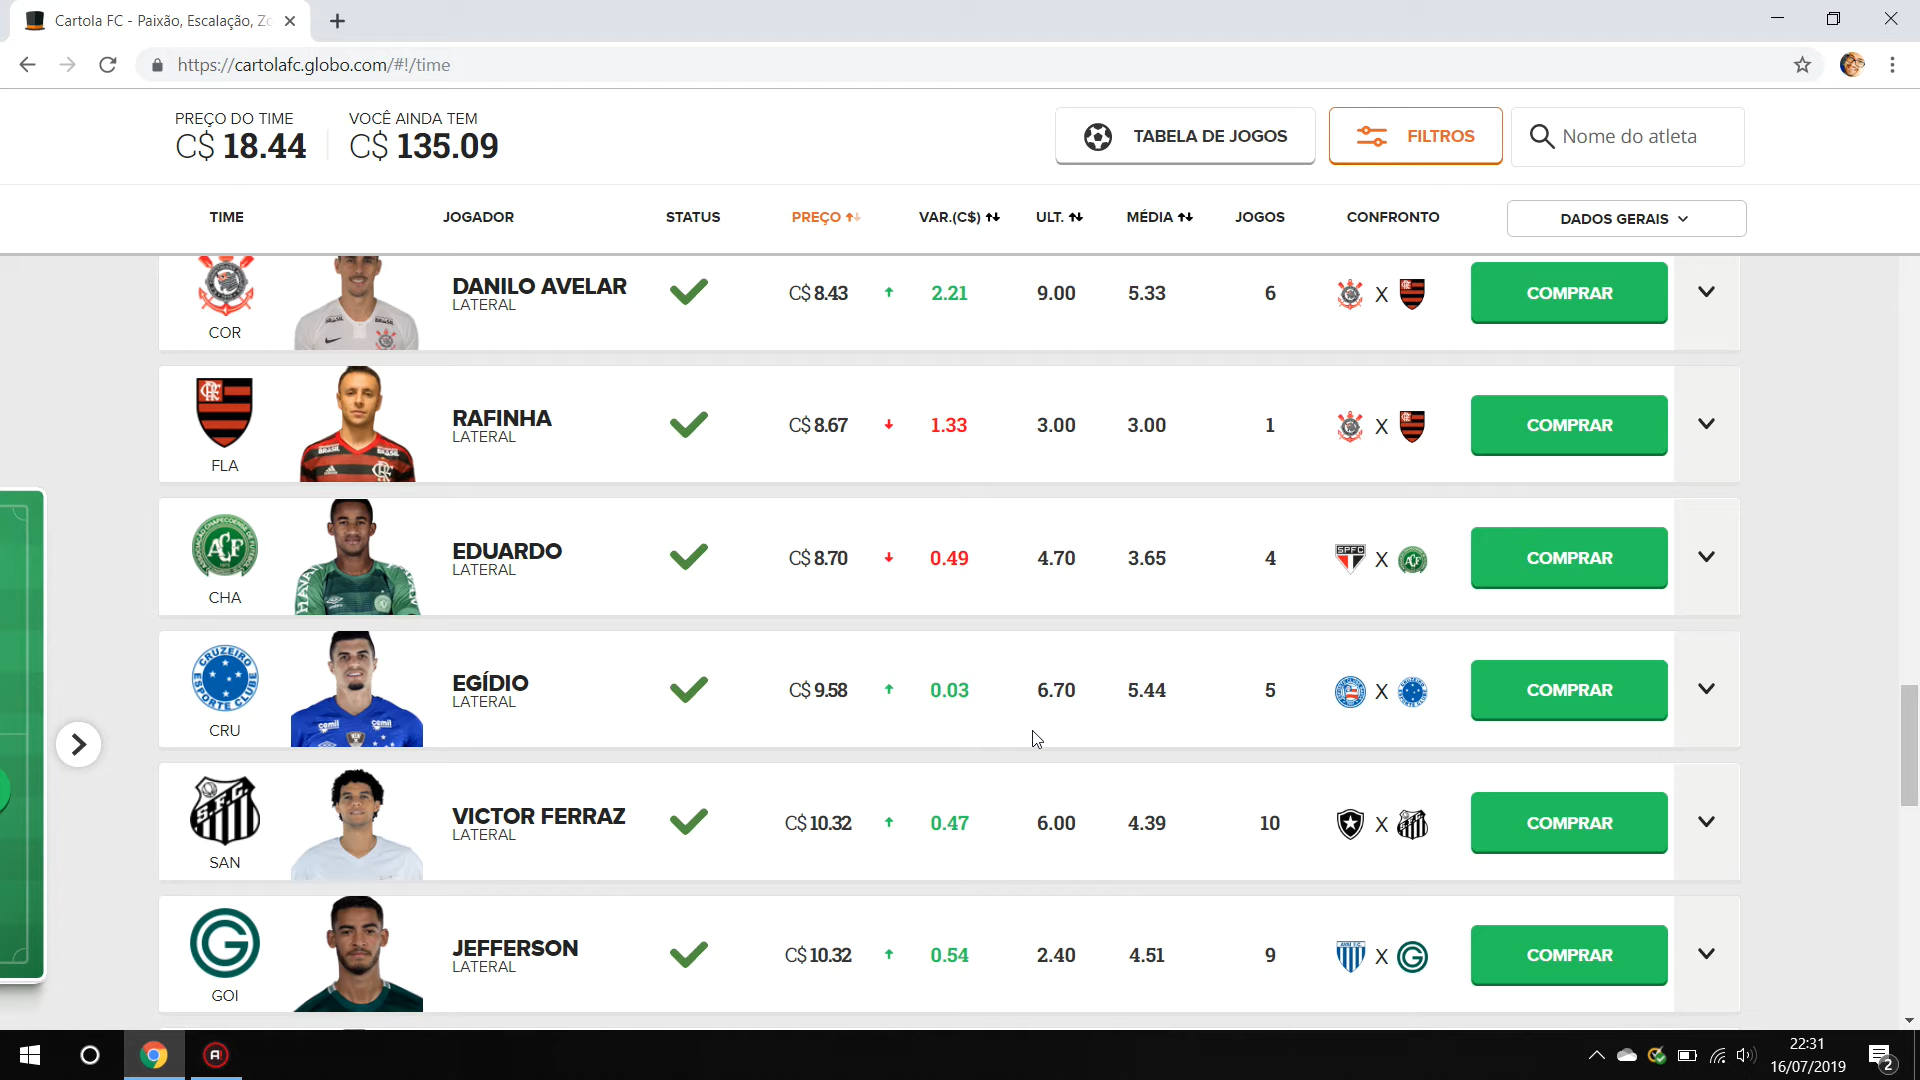 Cartola FC - Paixão, Escalação, Zo
https://cartolafc.globo.com/#!/time
PREÇO DO TIME
C$ 18.44
VOCÊ AINDA TEM
C$ 135.09
TABELA DE JOGOS
FILTROS
Nome do atleta
TIME JOGADOR STATUS PREÇO VAR.(C$) ULT. MÉDIA JOGOS CONFRONTO DADOS GERAIS
COR
DANILO AVELAR
LATERAL
C$ 8.43 2.21 9.00 5.33 6 X COMPRAR
FLA
RAFINHA
LATERAL
C$ 8.67 1.33 3.00 3.00 1 X COMPRAR
CHA
EDUARDO
LATERAL
C$ 8.70 0.49 4.70 3.65 4 SPFC X ACF COMPRAR
CRU
EGÍDIO
LATERAL
C$ 9.58 0.03 6.70 5.44 5 X COMPRAR
SAN
VICTOR FERRAZ
LATERAL
C$ 10.32 0.47 6.00 4.39 10 X COMPRAR
GOI
JEFFERSON
LATERAL
C$ 10.32 0.54 2.40 4.51 9 X COMPRAR
22:31
16/07/2019
2